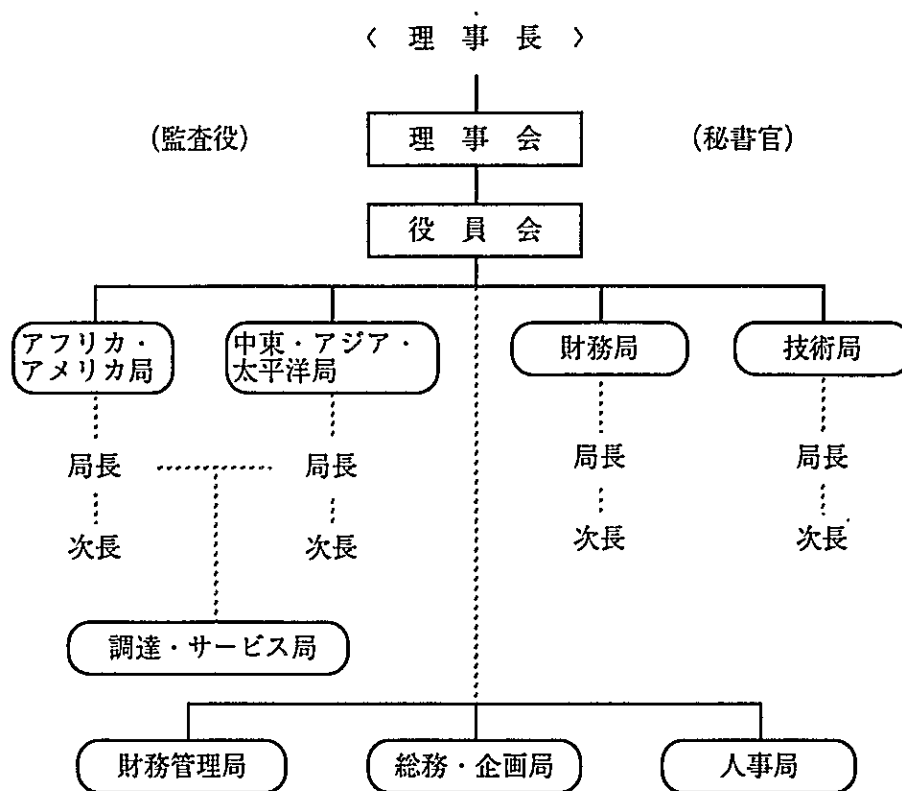 〈 理 事 長 〉
(監査役)
理 事 会
(秘書官)
役 員 会
アフリカ・
アメリカ局
中東・アジア・
太平洋局
財務局
技術局
局長
局長
局長
局長
次長
次長
次長
次長
調達・サービス局
財務管理局
総務・企画局
人事局